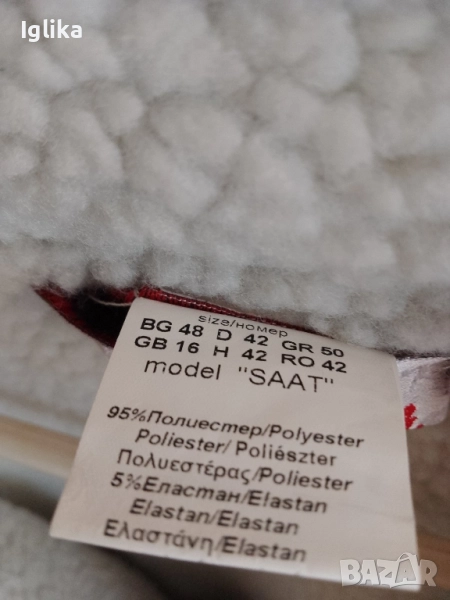 Iglika
size/номер
BG 48 D 42 GR 50
GB 16 H 42 RO 42
model "SAAT"
95%Полиестер/Polyester
Poliester/ Poliészter
Πολυεστέρας/Poliester
5%Еластан/Elastan
Elastan/Elastan
Ελαστάνη/Elastan
bazar.bg